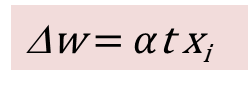 Δw = α t xᵢ